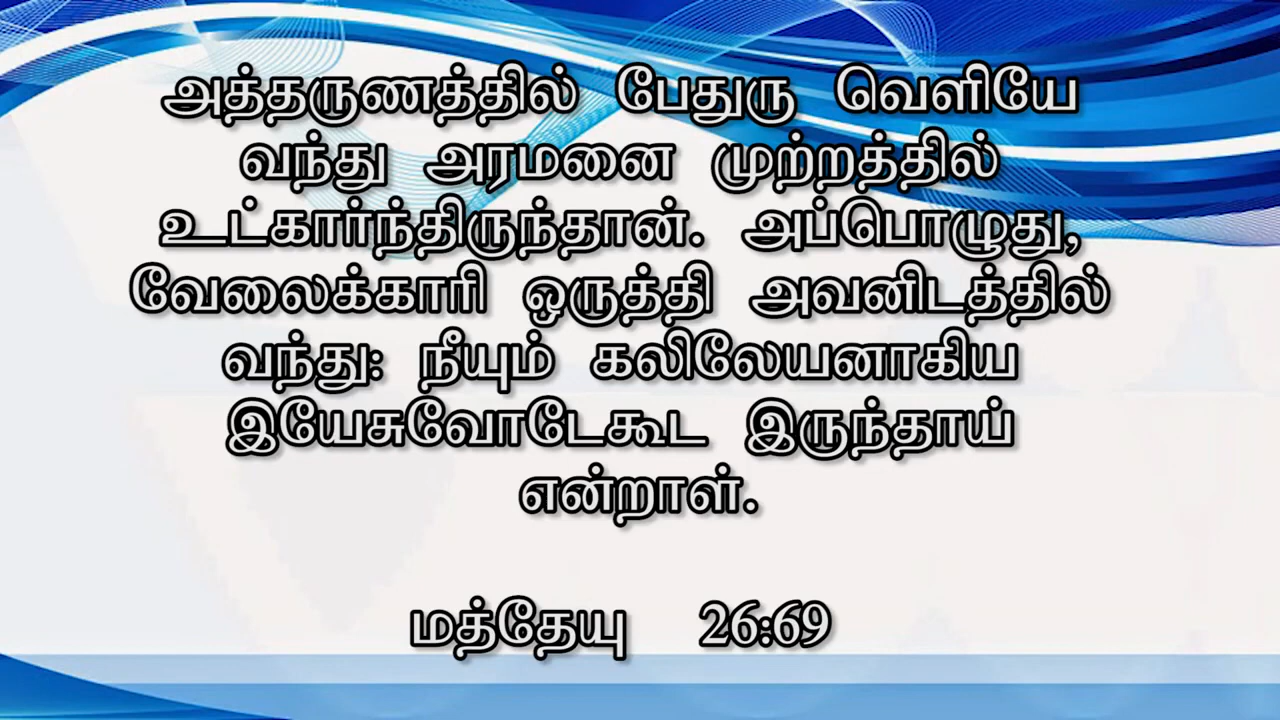 அத்தருணத்தில் பேதுரு வெளியே
வந்து அரமனை முற்றத்தில்
உட்கார்ந்திருந்தான். அப்பொழுது,
வேலைக்காரி ஒருத்தி அவனிடத்தில்
வந்து: நீயும் கலிலேயனாகிய
இயேசுவோடேகூட இருந்தாய்
என்றாள்.
மத்தேயு 26:69